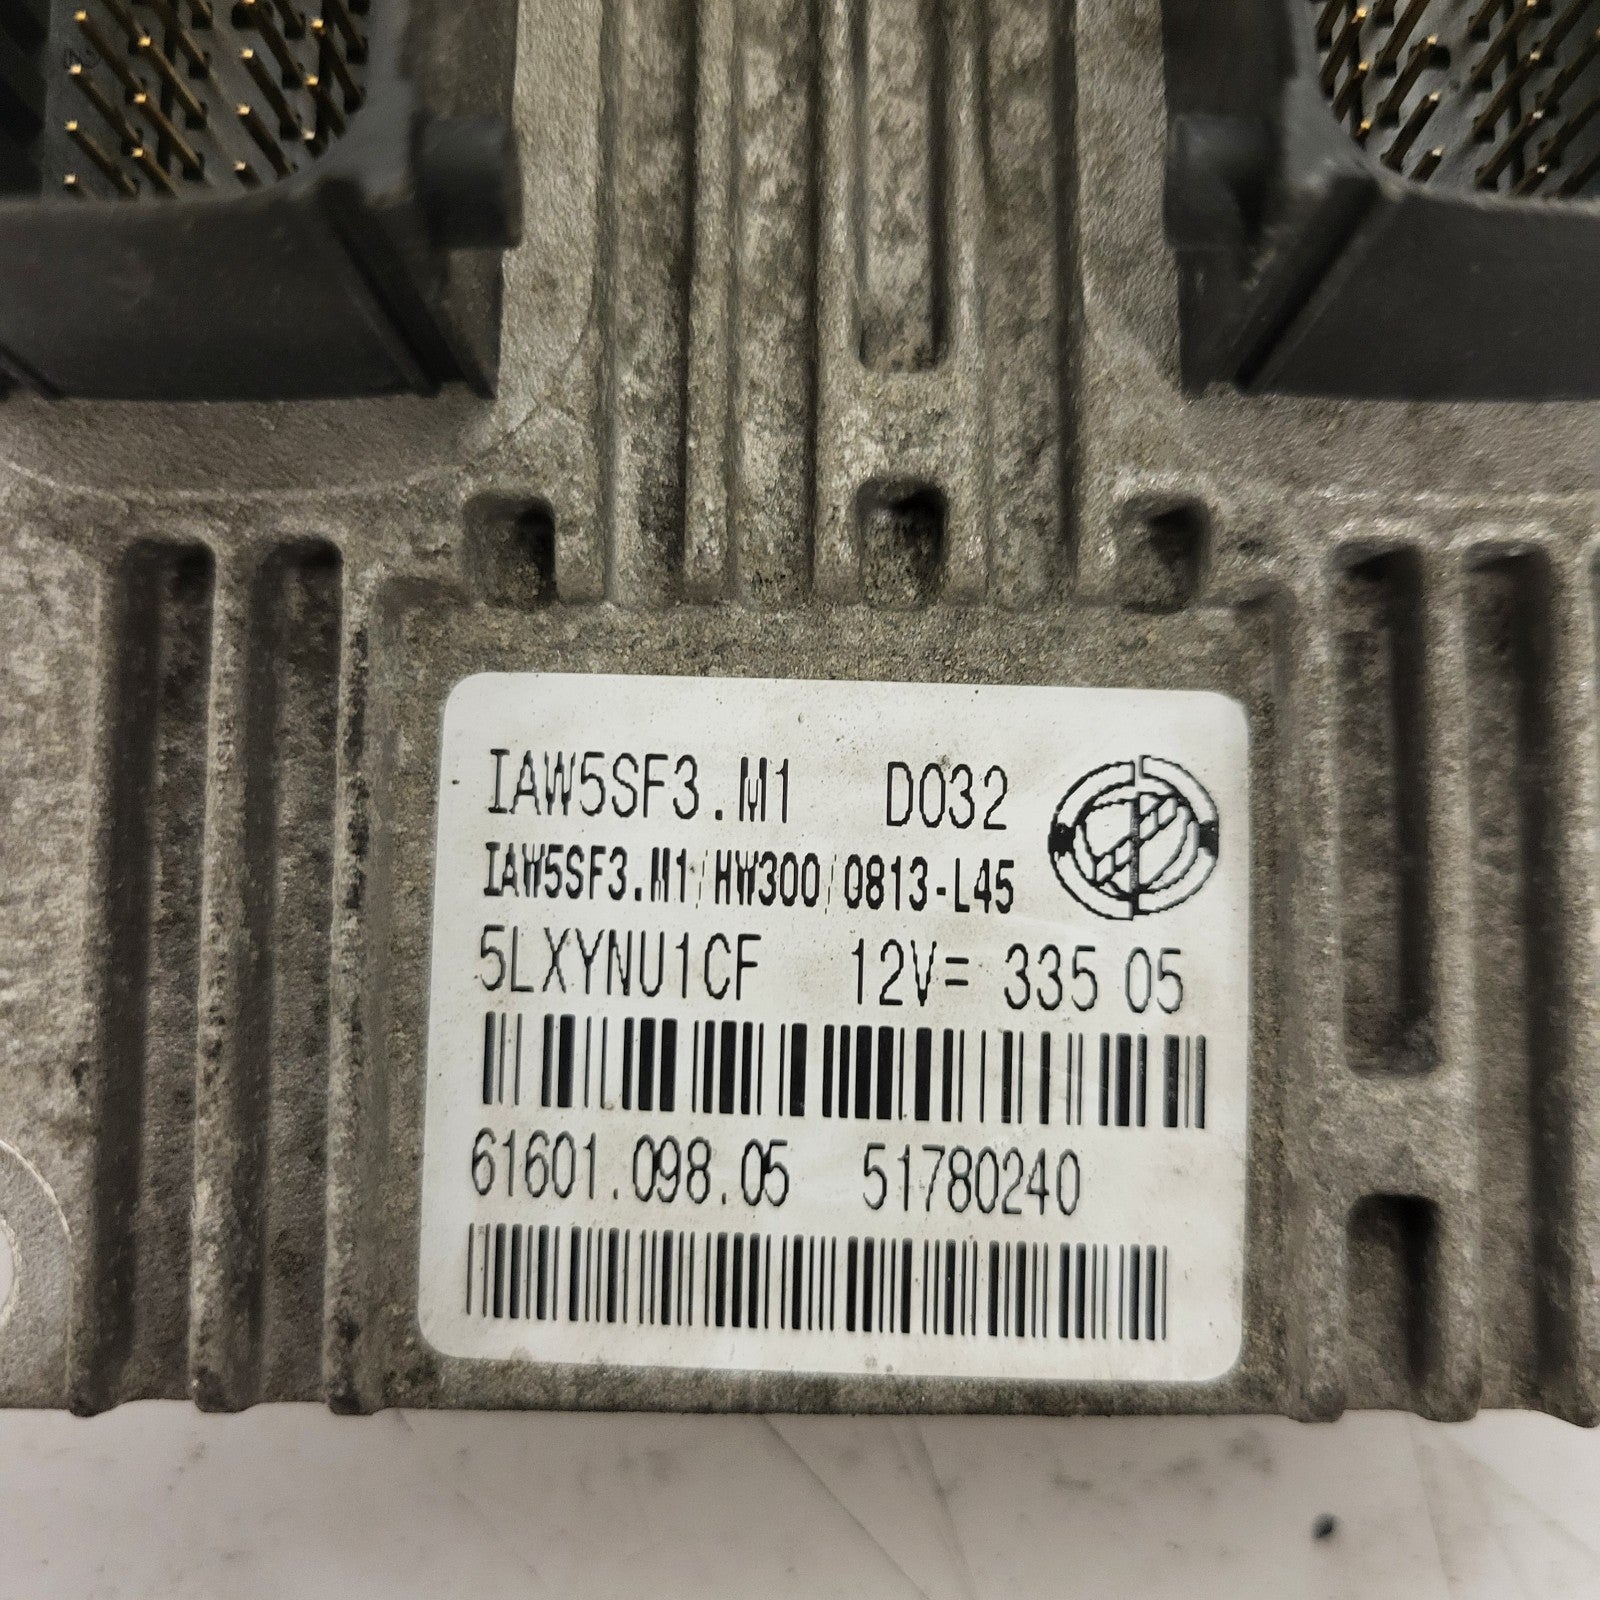 IAW5SF3.M1 D032
IAW5SF3.M1/HW300/0813-L45
5LXYNU1CF 12V= 335 05
61601.098.05 51780240